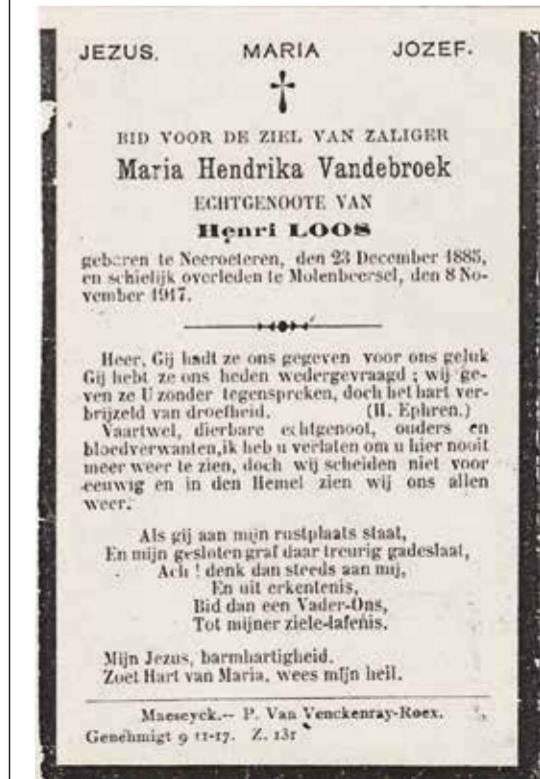 JEZUS. MARIA JOZEF.
BID VOOR DE ZIEL VAN ZALIGER
Maria Hendrika Vandebroek
ECHTGENOOTE VAN
Henri LOOS
geboren te Neeroeteren, den 23 December 1885,
en schielijk overleden te Molenbeersel, den 8 No-
vember 1917.
Heer, Gij hadt ze ons gegeven voor ons geluk
Gij hebt ze ons heden wedergevraagd ; wij ge-
ven ze U zonder tegenspreken, doch het hart ver-
brijzeld van droefheid. (H. Ephren.)
Vaartwel, dierbare echtgenoot, ouders en
bloedverwanten, ik heb u verlaten om u hier nooit
meer weer te zien, doch wij scheiden niet voor
eeuwig en in den Hemel zien wij ons allen
weer.
Als gij aan mijn rustplaats staat,
En mijn gesloten graf daar treurig gadeslaat,
Ach ! denk dan steeds aan mij,
En uit erkentenis,
Bid dan een Vader-Ons,
Tot mijner ziele-lafenis.
Mijn Jezus, barmhartigheid.
Zoet Hart van Maria, wees mijn heil.
Maeseyck.-- P. Van Venckenray-Roex.
Genehmigt 9 11-17. Z. 131